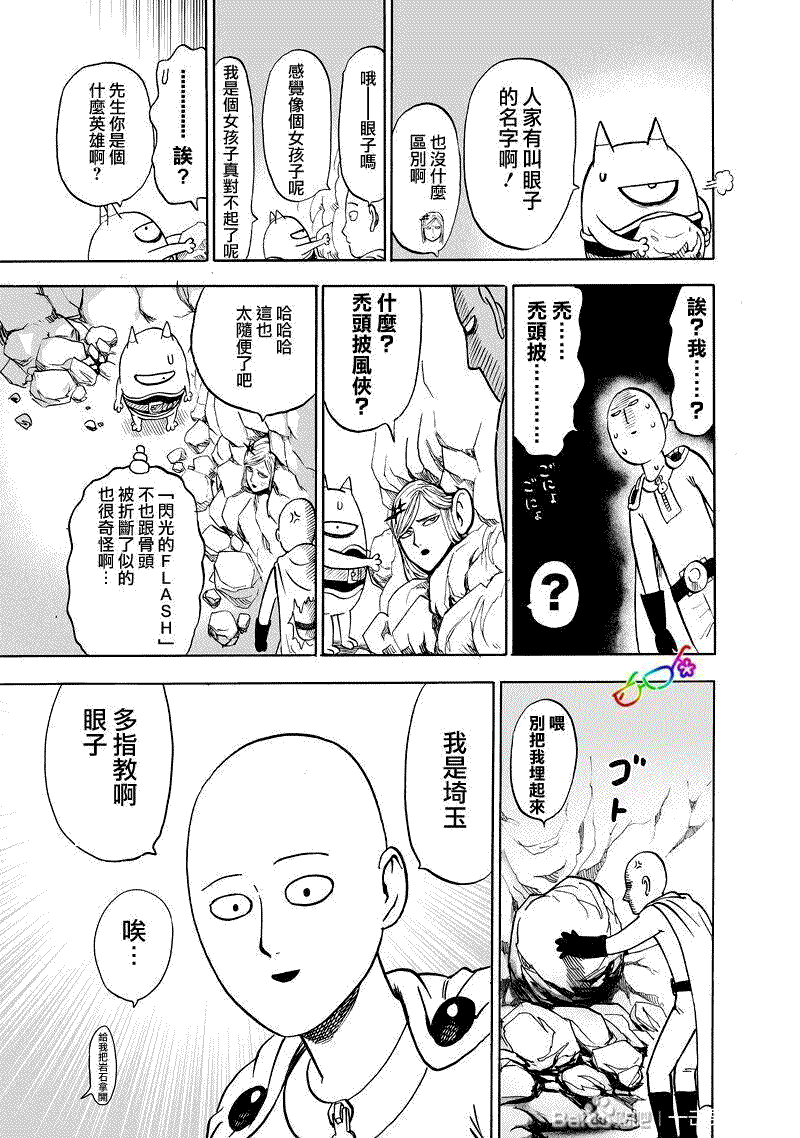 人家有叫眼子
的名字啊!
也沒什麼
區別啊
哦——眼子嗎
感覺像個女孩子呢
我是個女孩子真對不起了呢
…………誒?
先生你是個
什麼英雄啊?
誒?我……?
禿……
禿頭披…………
ごにょ
ごにょ
?
什麼?
禿頭披風俠?
哈哈哈
這也
太隨便了吧
「閃光的FLASH」
不也跟骨頭
被折斷了似的
也很奇怪啊…
喂
別把我埋起來
ゴト
我是埼玉
多指教啊
眼子
唉…
給我把岩石拿開